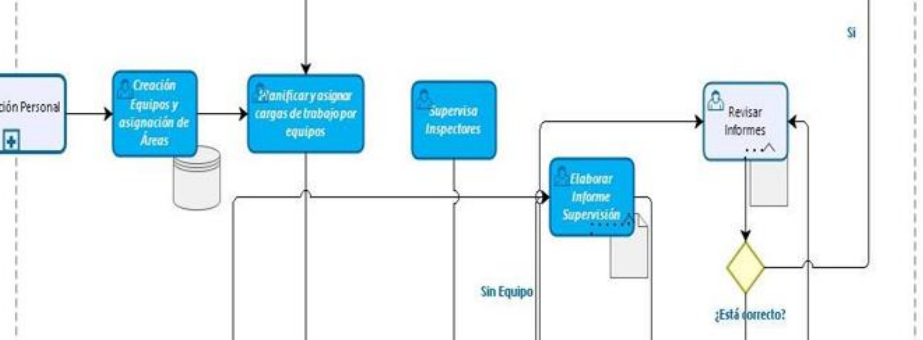 Si
ción Personal
Creación
Equipos y
asignación de
Áreas
Planificar y asignar
cargas de trabajo por
equipos
Supervisa
Inspectores
Revisar
Informes
Elaborar
Informe
Supervisión
Sin Equipo
¿Está correcto?